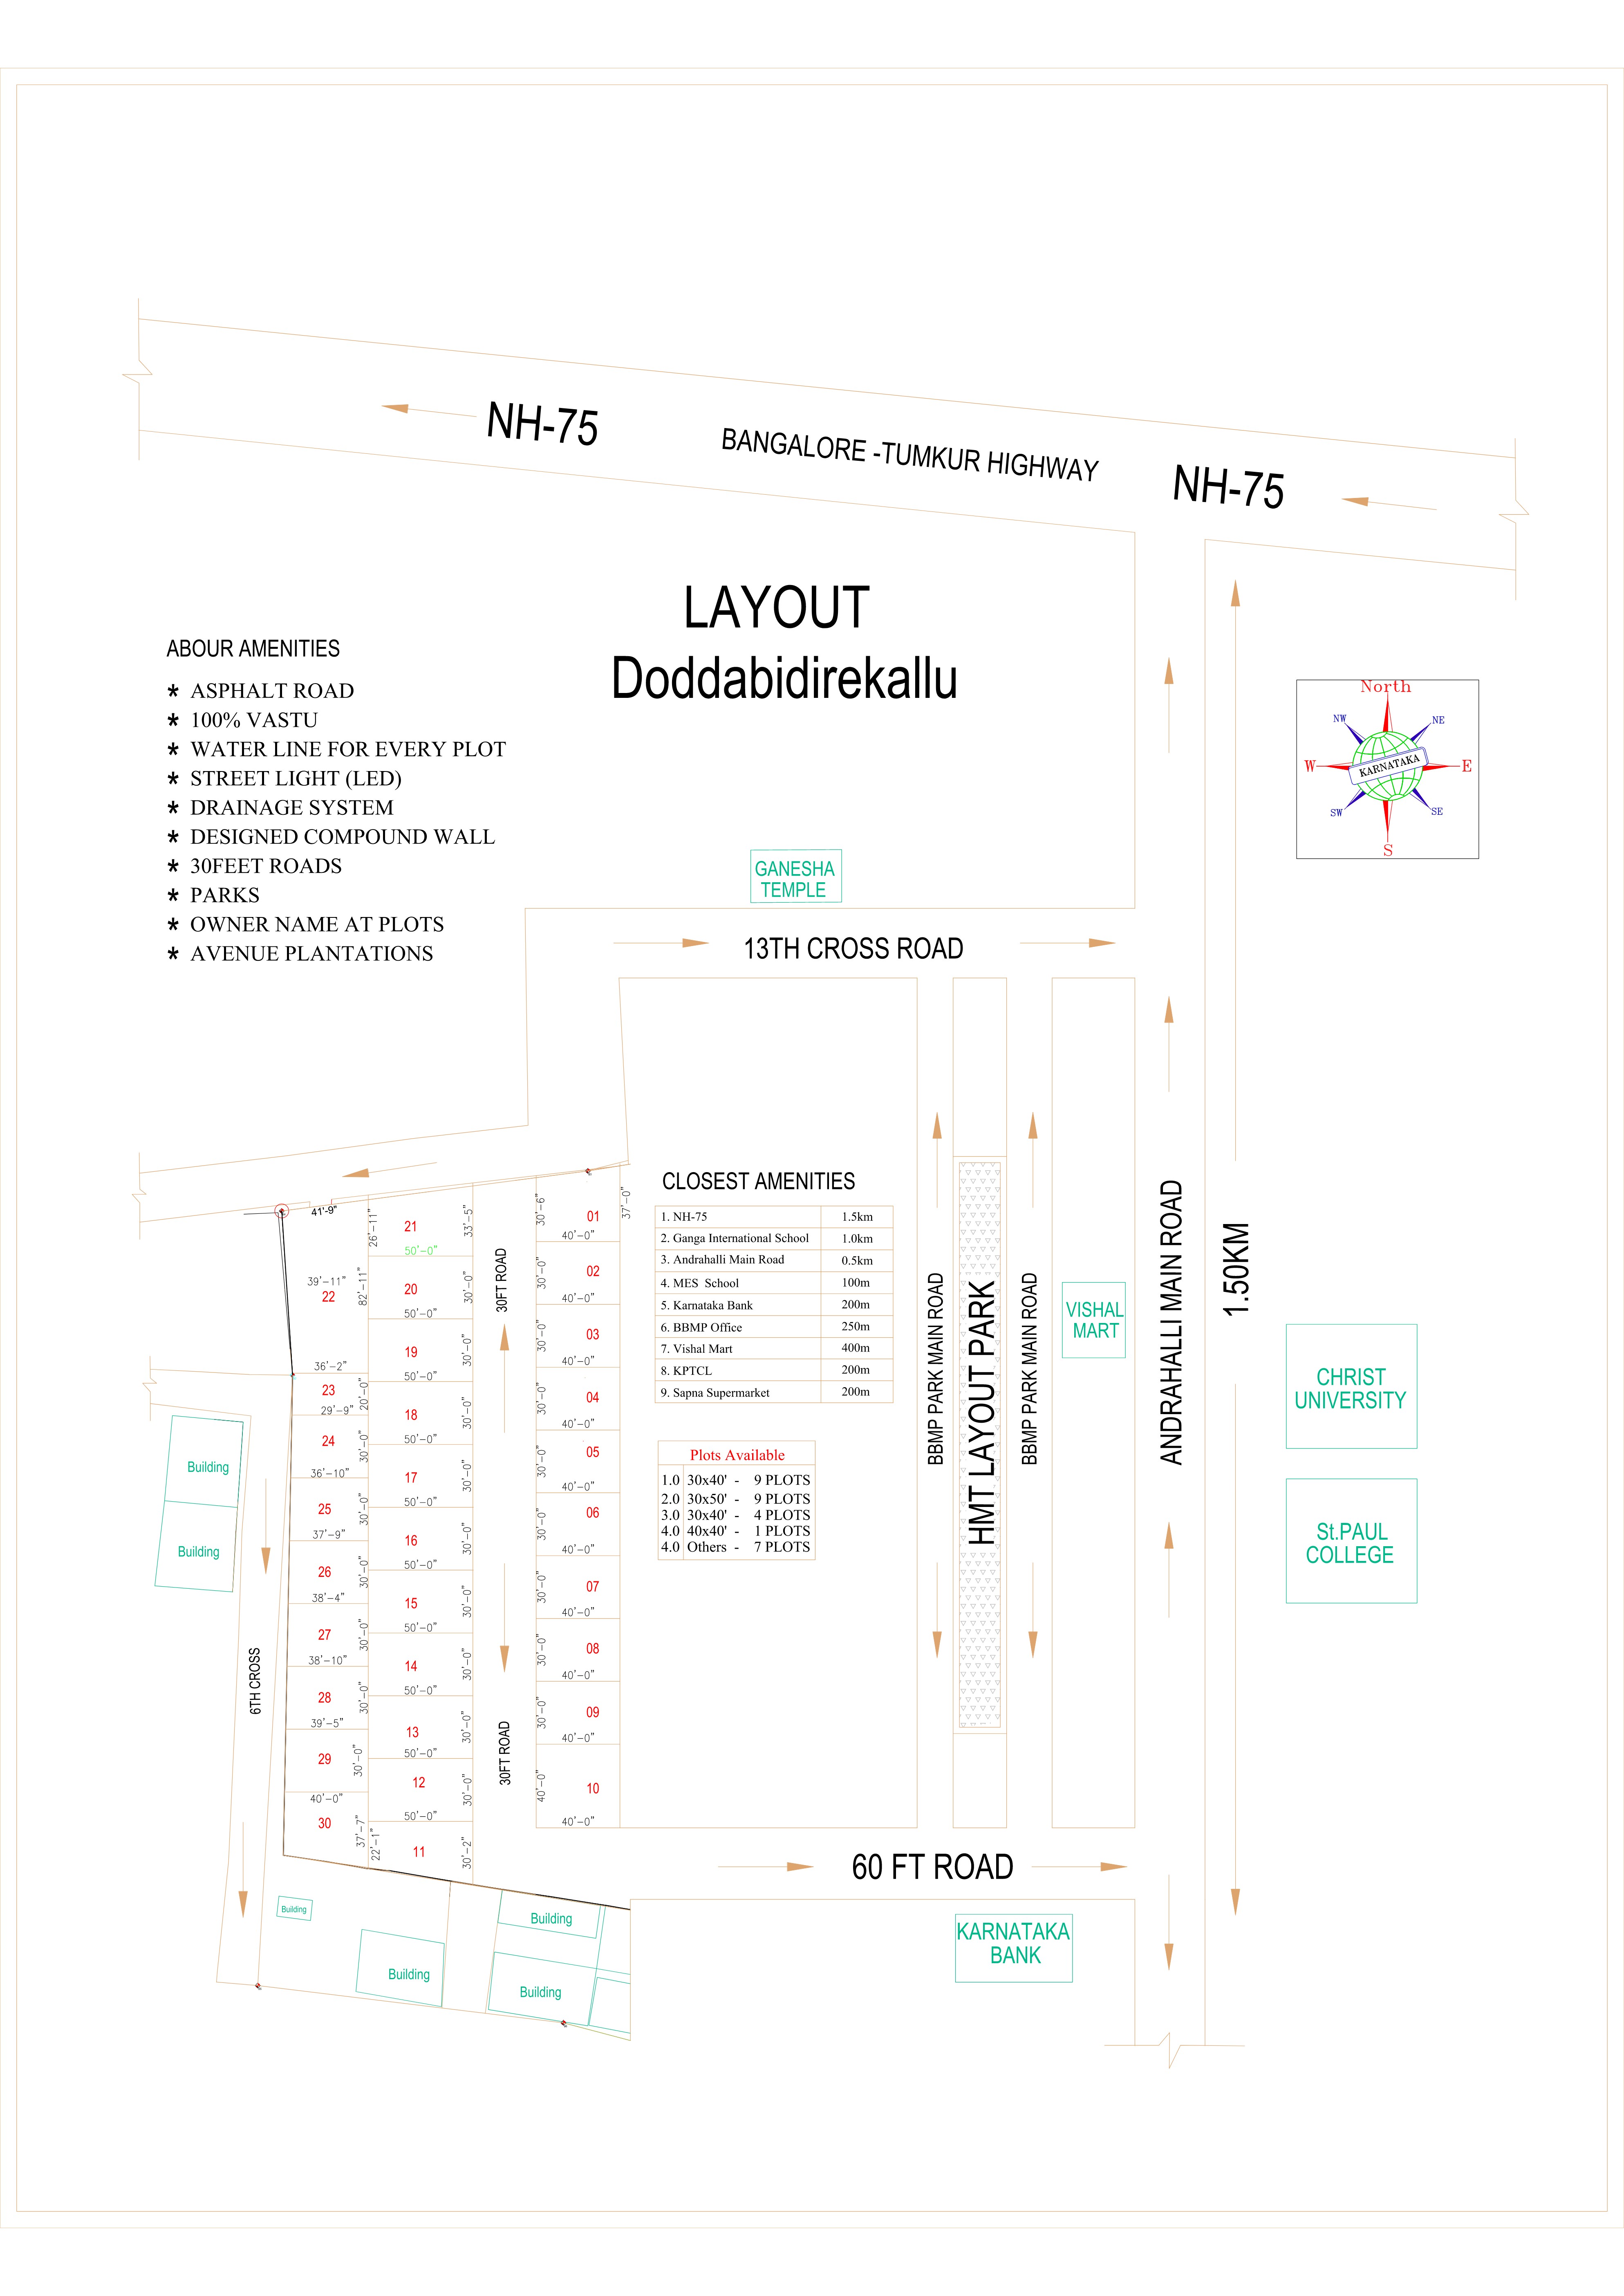 NH-75
BANGALORE -TUMKUR HIGHWAY
NH-75
LAYOUT
Doddabidirekallu
ABOUR AMENITIES
* ASPHALT ROAD
* 100% VASTU
* WATER LINE FOR EVERY PLOT
* STREET LIGHT (LED)
* DRAINAGE SYSTEM
* DESIGNED COMPOUND WALL
* 30FEET ROADS
* PARKS
* OWNER NAME AT PLOTS
* AVENUE PLANTATIONS
North
NW
NE
W
KARNATAKA
E
SW
SE
S
GANESHA
TEMPLE
13TH CROSS ROAD
CLOSEST AMENITIES
1. NH-75 1.5km
2. Ganga International School 1.0km
3. Andrahalli Main Road 0.5km
4. MES School 100m
5. Karnataka Bank 200m
6. BBMP Office 250m
7. Vishal Mart 400m
8. KPTCL 200m
9. Sapna Supermarket 200m
Plots Available
1.0 30x40' - 9 PLOTS
2.0 30x50' - 9 PLOTS
3.0 30x40' - 4 PLOTS
4.0 40x40' - 1 PLOTS
4.0 Others - 7 PLOTS
BBMP PARK MAIN ROAD
HMT LAYOUT PARK
BBMP PARK MAIN ROAD
VISHAL
MART
ANDRAHALLI MAIN ROAD
1.50KM
CHRIST
UNIVERSITY
St.PAUL
COLLEGE
60 FT ROAD
KARNATAKA
BANK
30'-6"
01
37'-0"
40'-0"
30'-0"
02
40'-0"
30'-0"
03
40'-0"
30'-0"
04
40'-0"
30'-0"
05
40'-0"
30'-0"
06
40'-0"
30'-0"
07
40'-0"
30'-0"
08
40'-0"
30'-0"
09
40'-0"
40'-0"
10
40'-0"
30FT ROAD
30FT ROAD
26'-11"
21
33'-5"
50'-0"
20
30'-0"
50'-0"
19
30'-0"
50'-0"
18
30'-0"
50'-0"
17
30'-0"
50'-0"
16
30'-0"
50'-0"
15
30'-0"
50'-0"
14
30'-0"
50'-0"
13
30'-0"
50'-0"
12
30'-0"
50'-0"
22'-1"
11
30'-2"
41'-9"
39'-11"
22
82'-11"
36'-2"
23
20'-0"
29'-9"
24
30'-0"
36'-10"
25
30'-0"
37'-9"
26
30'-0"
38'-4"
27
30'-0"
38'-10"
28
30'-0"
39'-5"
29
30'-0"
40'-0"
30
37'-7"
6TH CROSS
Building
Building
Building
Building
Building
Building